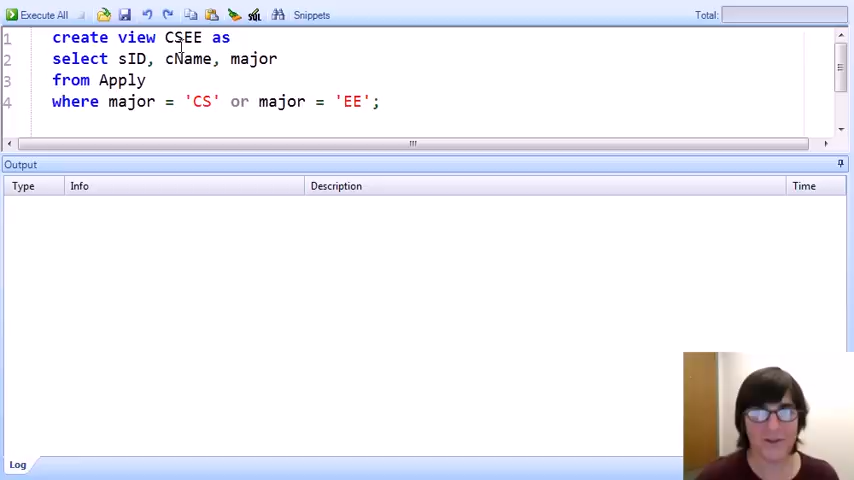 Execute All SQL Snippets Total:
1 create view CSEE as
2 select sID, cName, major
3 from Apply
4 where major = 'CS' or major = 'EE';
Output
Type Info Description Time
Log